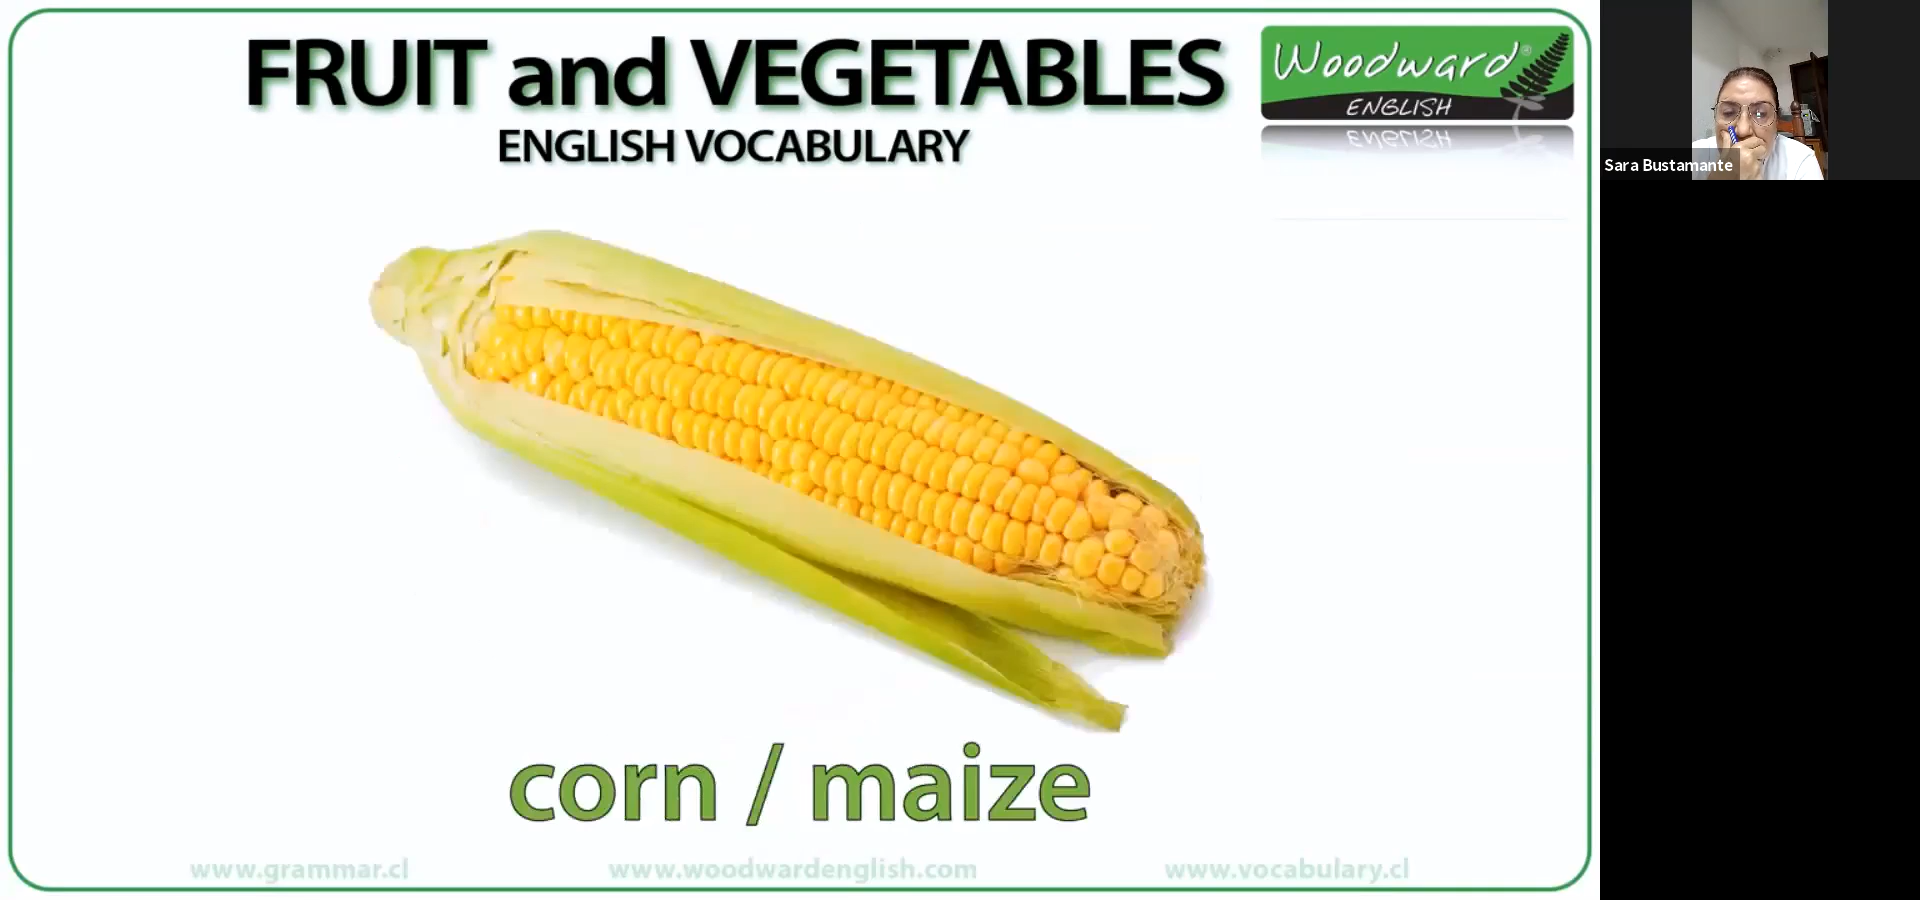 FRUIT and VEGETABLES
ENGLISH VOCABULARY
Woodward®
ENGLISH
Sara Bustamante
corn / maize
www.grammar.cl
www.woodwardenglish.com
www.vocabulary.cl